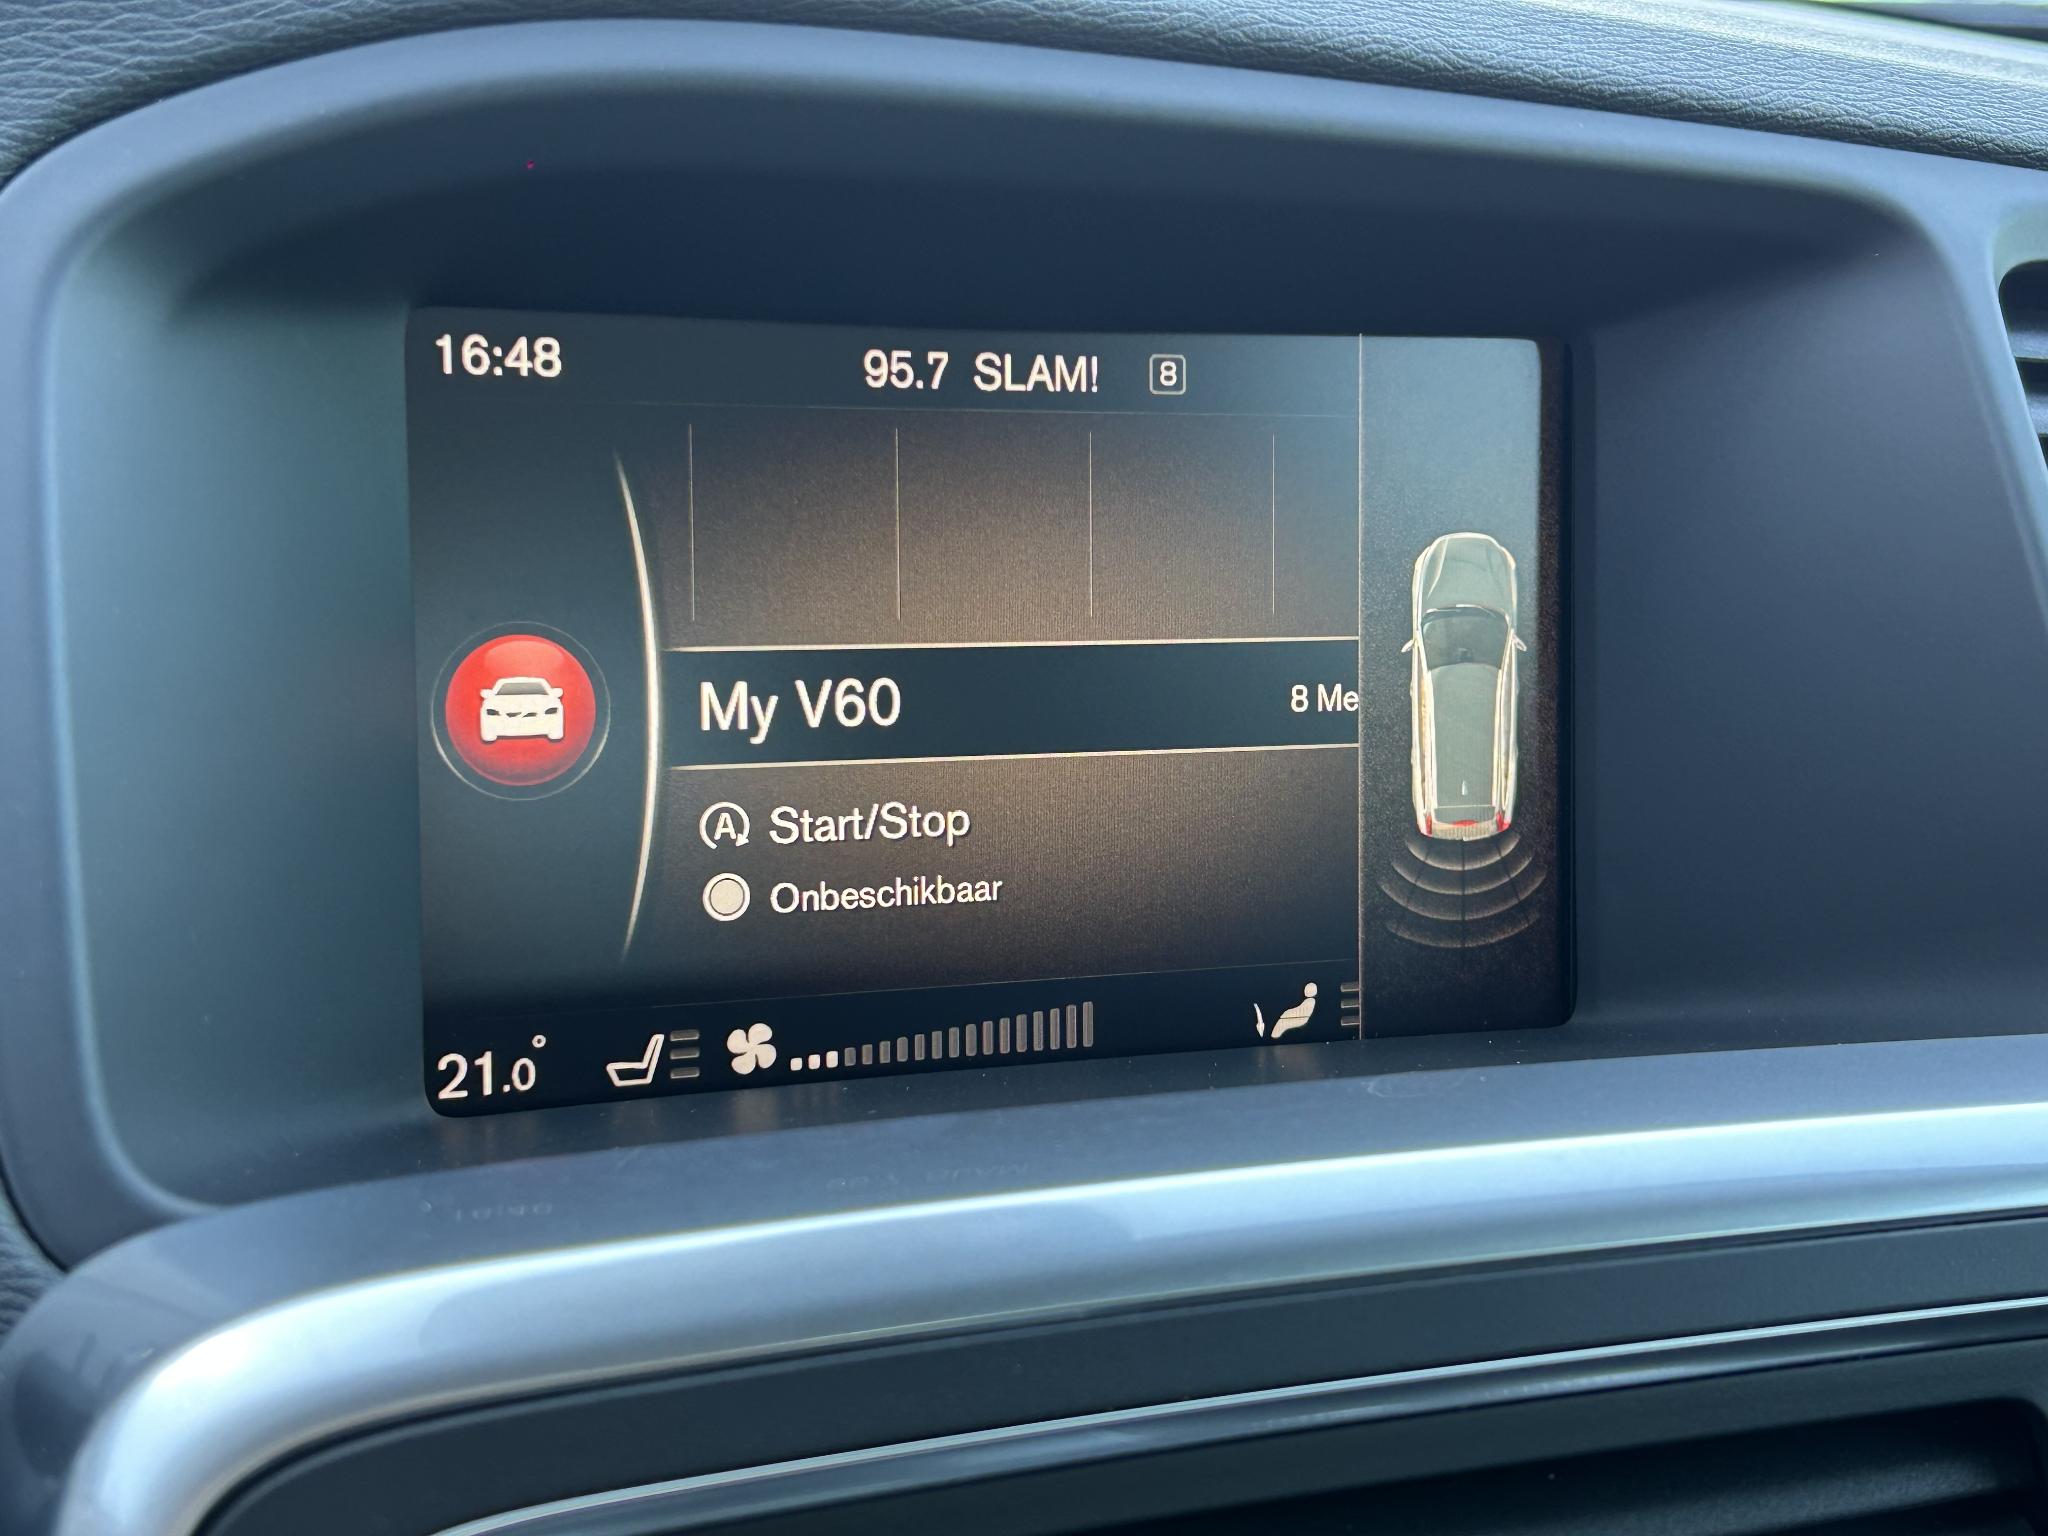 16:48
95.7 SLAM! 8
My V60 8 Me
A Start/Stop
Onbeschikbaar
21.0°